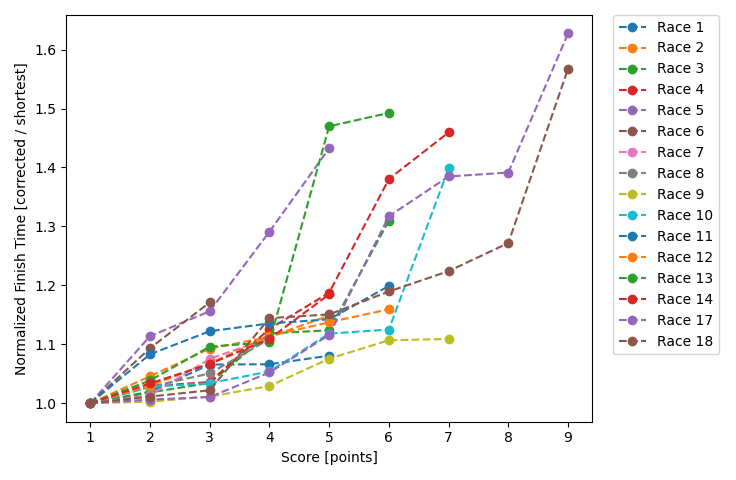 Normalized Finish Time [corrected / shortest]
1.6
1.5
1.4
1.3
1.2
1.1
1.0
1 2 3 4 5 6 7 8 9
Score [points]
Race 1
Race 2
Race 3
Race 4
Race 5
Race 6
Race 7
Race 8
Race 9
Race 10
Race 11
Race 12
Race 13
Race 14
Race 17
Race 18